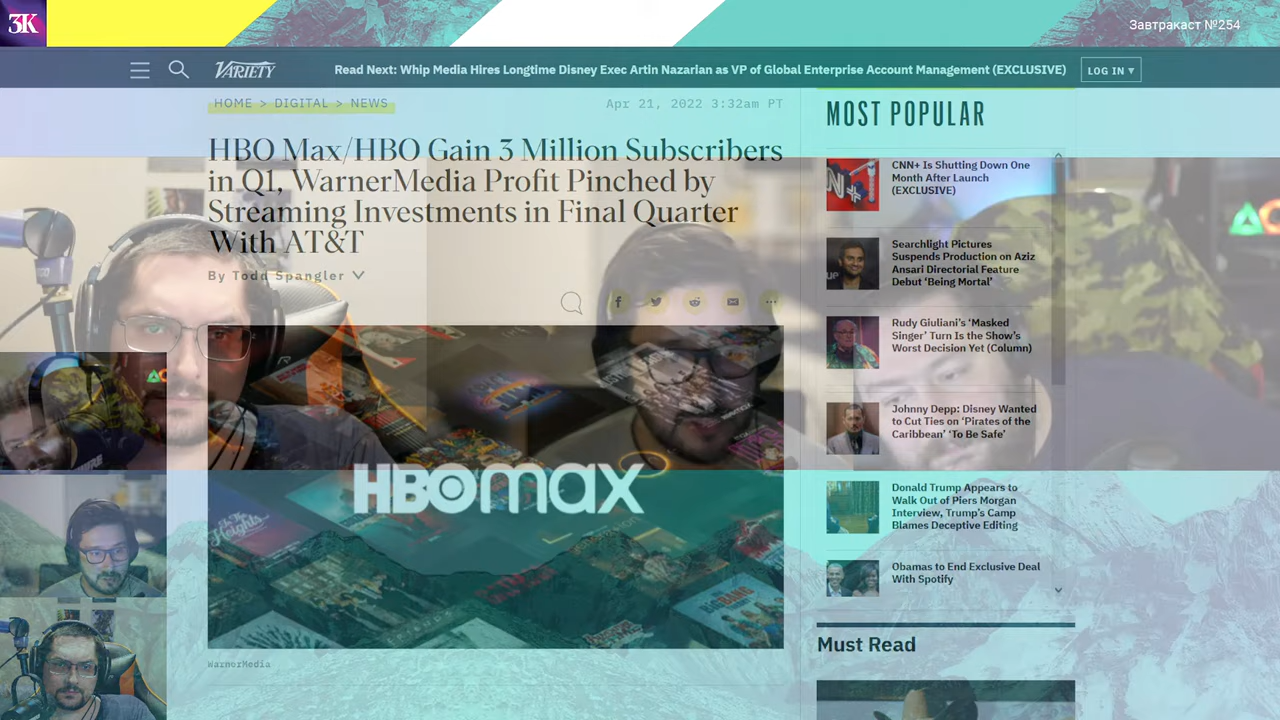 3K
Завтракаст №254
VARIETY
Read Next: Whip Media Hires Longtime Disney Exec Artin Nazarian as VP of Global Enterprise Account Management (EXCLUSIVE)
LOG IN ▾
HOME > DIGITAL > NEWS
Apr 21, 2022 3:32am PT
HBO Max/HBO Gain 3 Million Subscribers
in Q1, WarnerMedia Profit Pinched by
Streaming Investments in Final Quarter
With AT&T
By Todd Spangler
HBOmax
In The
Heights
WarnerMedia
MOST POPULAR
CNN+ Is Shutting Down One
Month After Launch
(EXCLUSIVE)
Searchlight Pictures
Suspends Production on Aziz
Ansari Directorial Feature
Debut ‘Being Mortal’
Rudy Giuliani’s ‘Masked
Singer’ Turn Is the Show’s
Worst Decision Yet (Column)
Johnny Depp: Disney Wanted
to Cut Ties on ‘Pirates of the
Caribbean’ ‘To Be Safe’
Donald Trump Appears to
Walk Out of Piers Morgan
Interview, Trump’s Camp
Blames Deceptive Editing
Obamas to End Exclusive Deal
With Spotify
Must Read